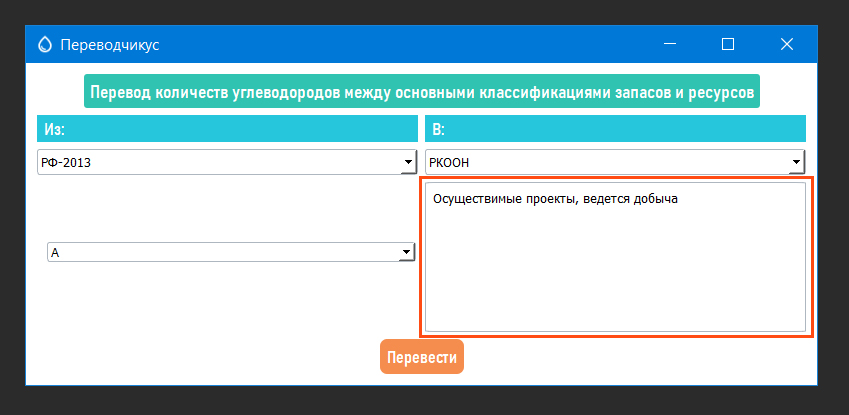 Переводчикус
Перевод количеств углеводородов между основными классификациями запасов и ресурсов
Из:
В:
РФ-2013
РКООН
Осуществимые проекты, ведется добыча
A
Перевести